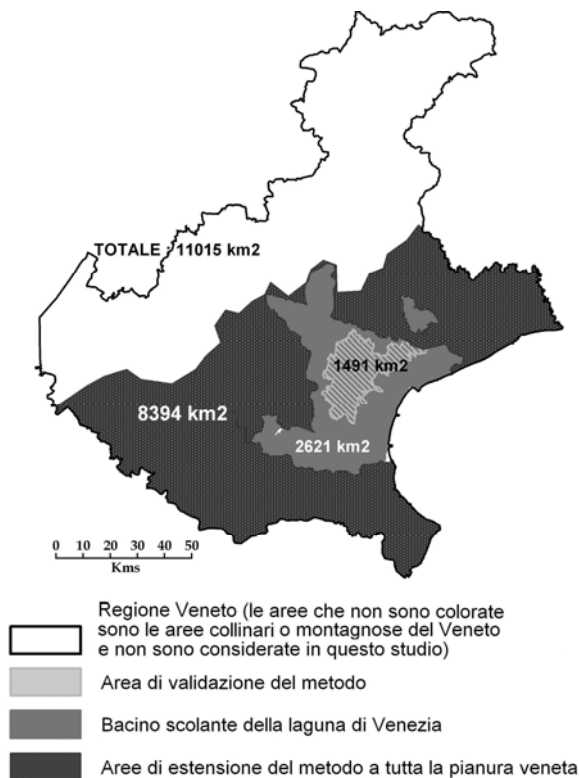 TOTALE : 11015 km2
1491 km2
8394 km2
2621 km2
0 10 20 30 40 50
Kms
Regione Veneto (le aree che non sono colorate
sono le aree collinari o montagnose del Veneto
e non sono considerate in questo studio)
Area di validazione del metodo
Bacino scolante della laguna di Venezia
Aree di estensione del metodo a tutta la pianura veneta